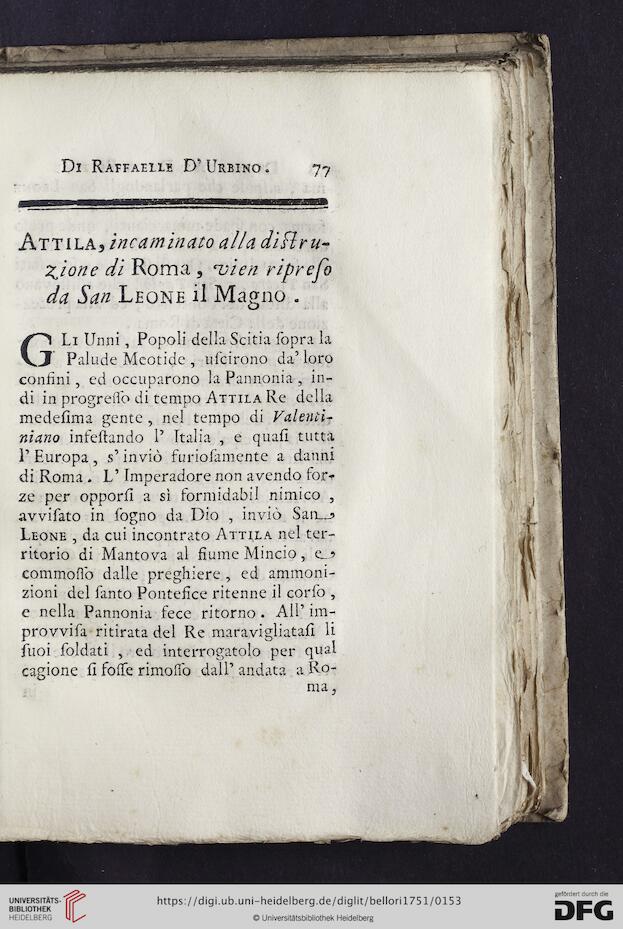 DI RAFFAELLE D' URBINO. 77
ATTILA, incaminato alla diſtru-
zione di Roma, vien ripreſo
da San LEONE il Magno.
GLI Unni, Popoli della Scitia ſopra la
Palude Meotide, uſcirono da' loro
confini, ed occuparono la Pannonia, in-
di in progreſſo di tempo ATTILA Re della
medeſima gente, nel tempo di Valenti-
niano infeſtando l' Italia, e quaſi tutta
l' Europa, s' inviò furioſamente a danni
di Roma. L' Imperadore non avendo for-
ze per opporſi a sì formidabil nimico,
avviſato in ſogno da Dio, inviò San
LEONE, da cui incontrato ATTILA nel ter-
ritorio di Mantova al fiume Mincio, e
commoſſo dalle preghiere, ed ammoni-
zioni del ſanto Pontefice ritenne il corſo,
e nella Pannonia fece ritorno. All' im-
provviſa ritirata del Re maravigliataſi li
ſuoi ſoldati, ed interrogatolo per qual
cagione ſi foſſe rimoſſo dall' andata a Ro-
ma,
UNIVERSITÄTS-
BIBLIOTHEK
HEIDELBERG
https://digi.ub.uni-heidelberg.de/diglit/bellori1751/0153
© Universitätsbibliothek Heidelberg
gefördert durch die
DFG